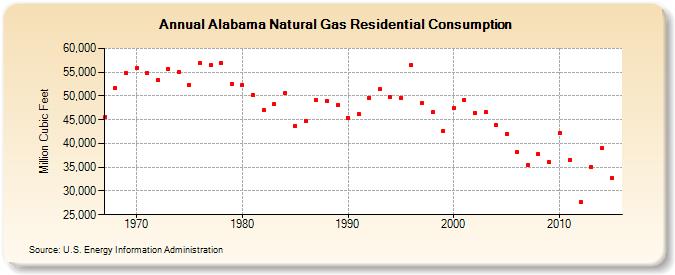 Annual Alabama Natural Gas Residential Consumption
Million Cubic Feet
60,000
55,000
50,000
45,000
40,000
35,000
30,000
25,000
1970 1980 1990 2000 2010
Source: U.S. Energy Information Administration